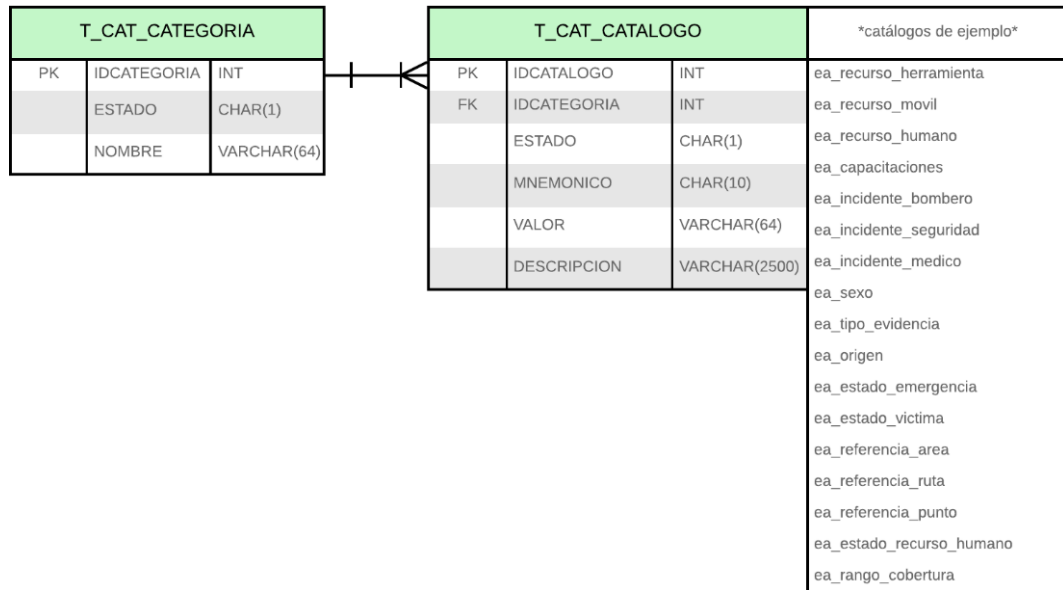 T_CAT_CATEGORIA
PK IDCATEGORIA INT
ESTADO CHAR(1)
NOMBRE VARCHAR(64)
T_CAT_CATALOGO
PK IDCATALOGO INT
FK IDCATEGORIA INT
ESTADO CHAR(1)
MNEMONICO CHAR(10)
VALOR VARCHAR(64)
DESCRIPCION VARCHAR(2500)
*catálogos de ejemplo*
ea_recurso_herramienta
ea_recurso_movil
ea_recurso_humano
ea_capacitaciones
ea_incidente_bombero
ea_incidente_seguridad
ea_incidente_medico
ea_sexo
ea_tipo_evidencia
ea_origen
ea_estado_emergencia
ea_estado_victima
ea_referencia_area
ea_referencia_ruta
ea_referencia_punto
ea_estado_recurso_humano
ea_rango_cobertura